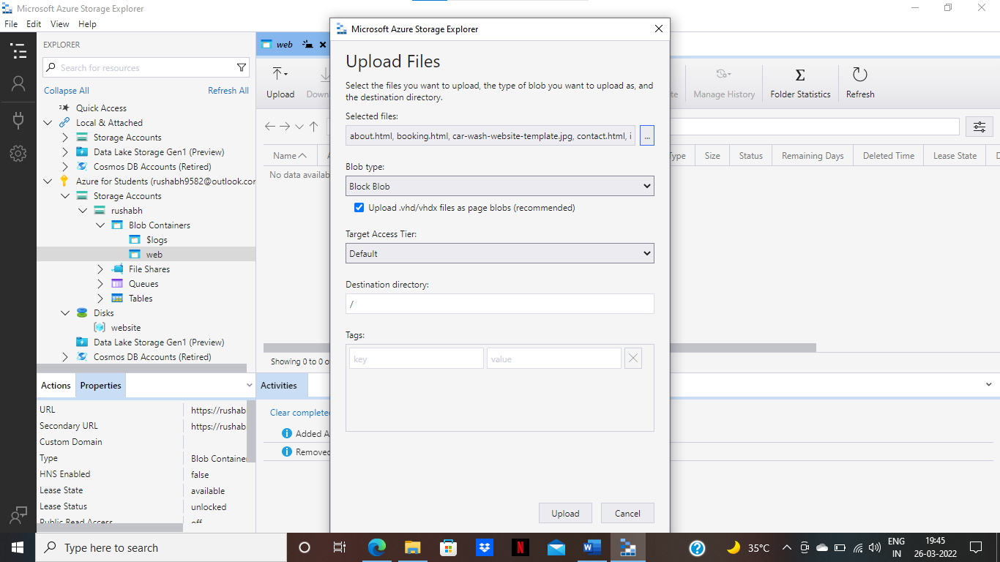 Microsoft Azure Storage Explorer
File Edit View Help
EXPLORER
Search for resources
Collapse All Refresh All
Quick Access
Local & Attached
Storage Accounts
Data Lake Storage Gen1 (Preview)
Cosmos DB Accounts (Retired)
Azure for Students (rushabh9582@outlook.cor
Storage Accounts
rushabh
Blob Containers
$logs
web
File Shares
Queues
Tables
Disks
website
Data Lake Storage Gen1 (Preview)
Cosmos DB Accounts (Retired)
Actions Properties
URL https://rushab
Secondary URL https://rushab
Custom Domain
Type Blob Container
HNS Enabled false
Lease State available
Lease Status unlocked
Public Read Access off
web
Upload Downl
Manage History Folder Statistics Refresh
Name Type Size Status Remaining Days Deleted Time Lease State
No data availab
Showing 0 to 0 o
Activities
Clear complete
Added A
Removed
Microsoft Azure Storage Explorer
Upload Files
Select the files you want to upload, the type of blob you want to upload as, and
the destination directory.
Selected files:
about.html, booking.html, car-wash-website-template.jpg, contact.html, i
...
Blob type:
Block Blob
Upload .vhd/vhdx files as page blobs (recommended)
Target Access Tier:
Default
Destination directory:
/
Tags:
key value
Upload Cancel
Type here to search
35°C
ENG
IN
19:45
26-03-2022